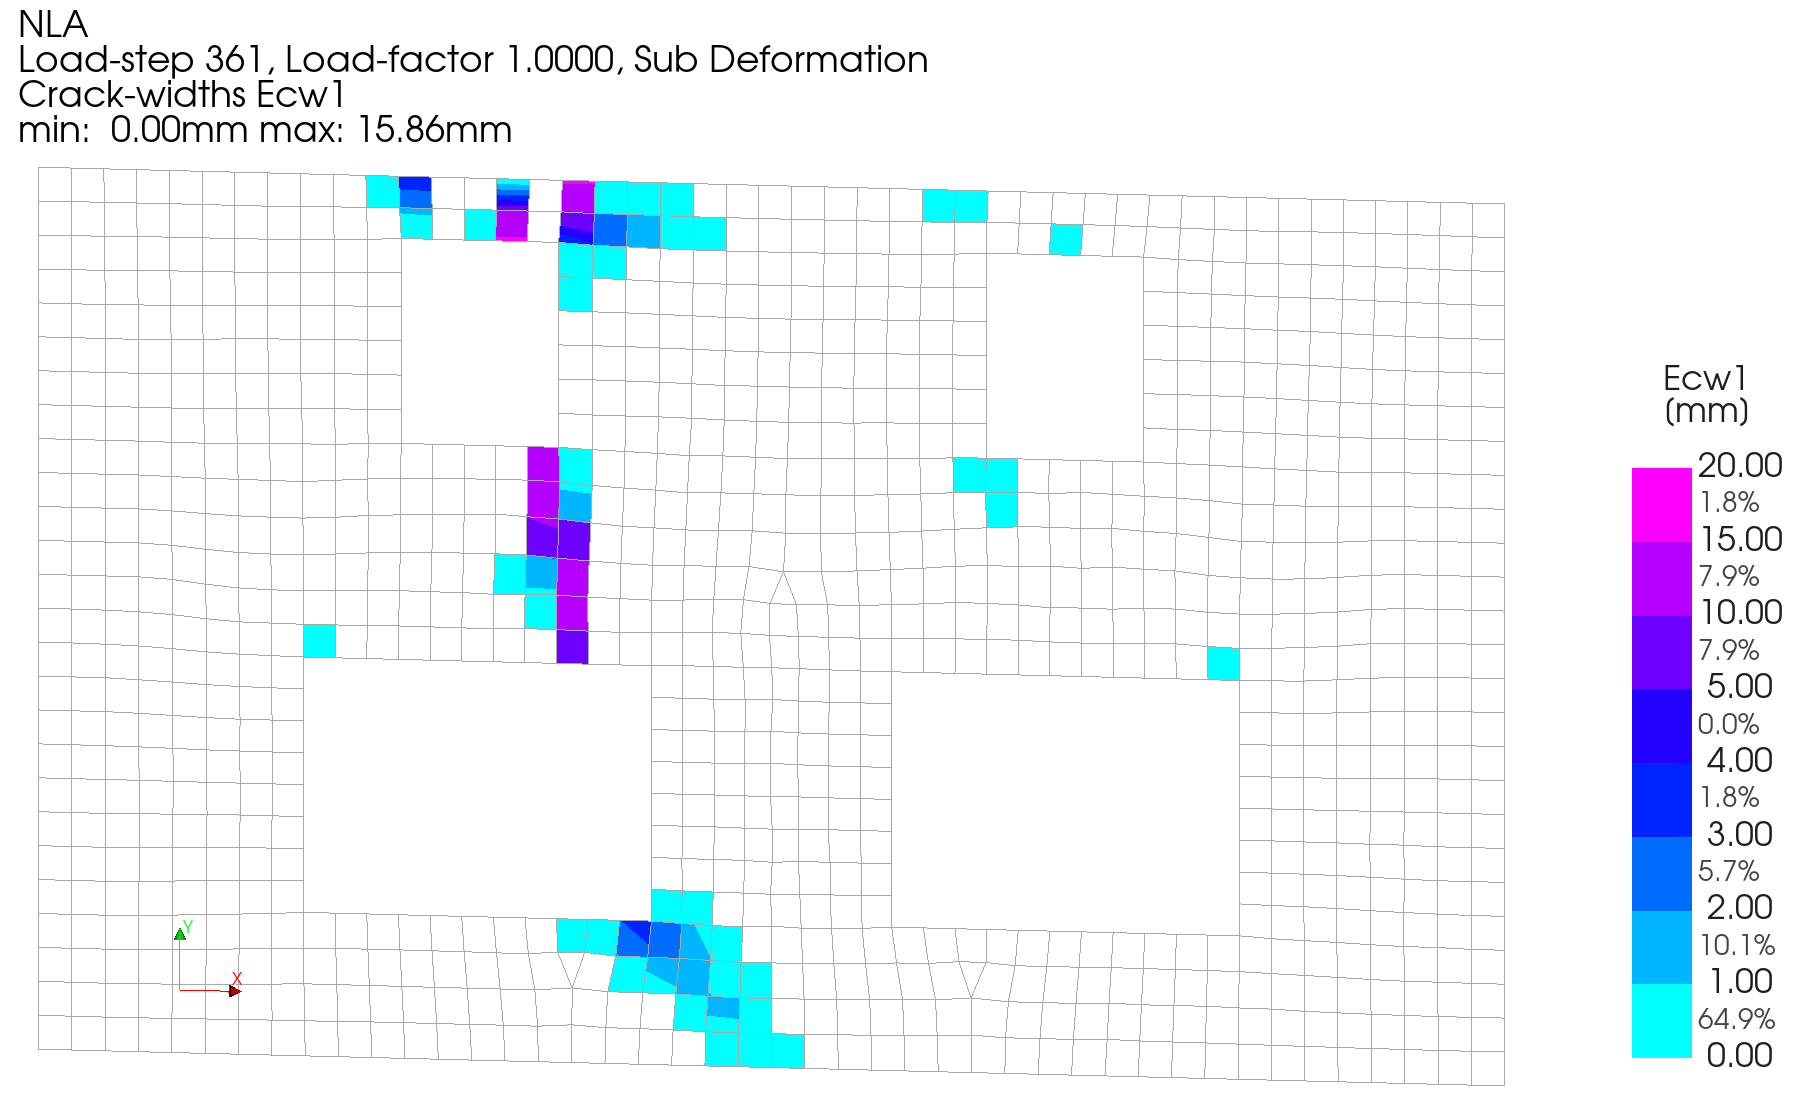 NLA
Load-step 361, Load-factor 1.0000, Sub Deformation
Crack-widths Ecw1
min:  0.00mm max: 15.86mm
Ecw1
(mm)
20.00
1.8%
15.00
7.9%
10.00
7.9%
5.00
0.0%
4.00
1.8%
3.00
5.7%
2.00
10.1%
1.00
64.9%
0.00
Y
X